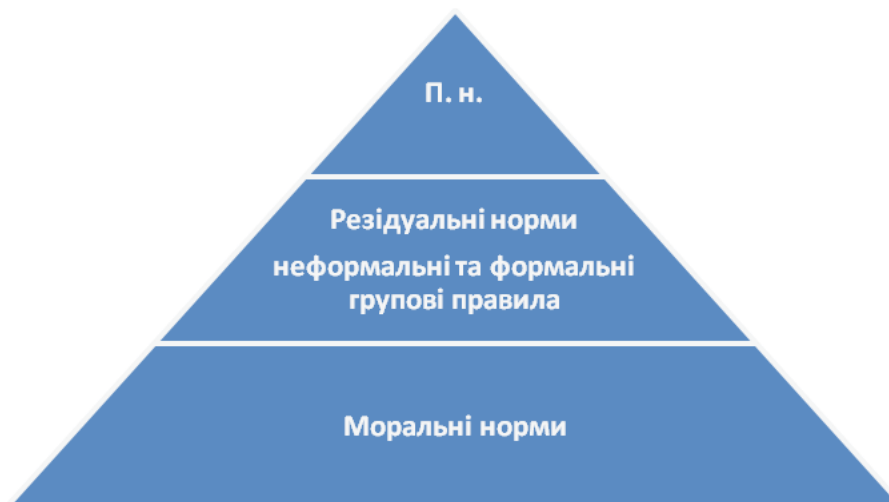 П. н.
Резідуальні норми
неформальні та формальні
групові правила
Моральні норми